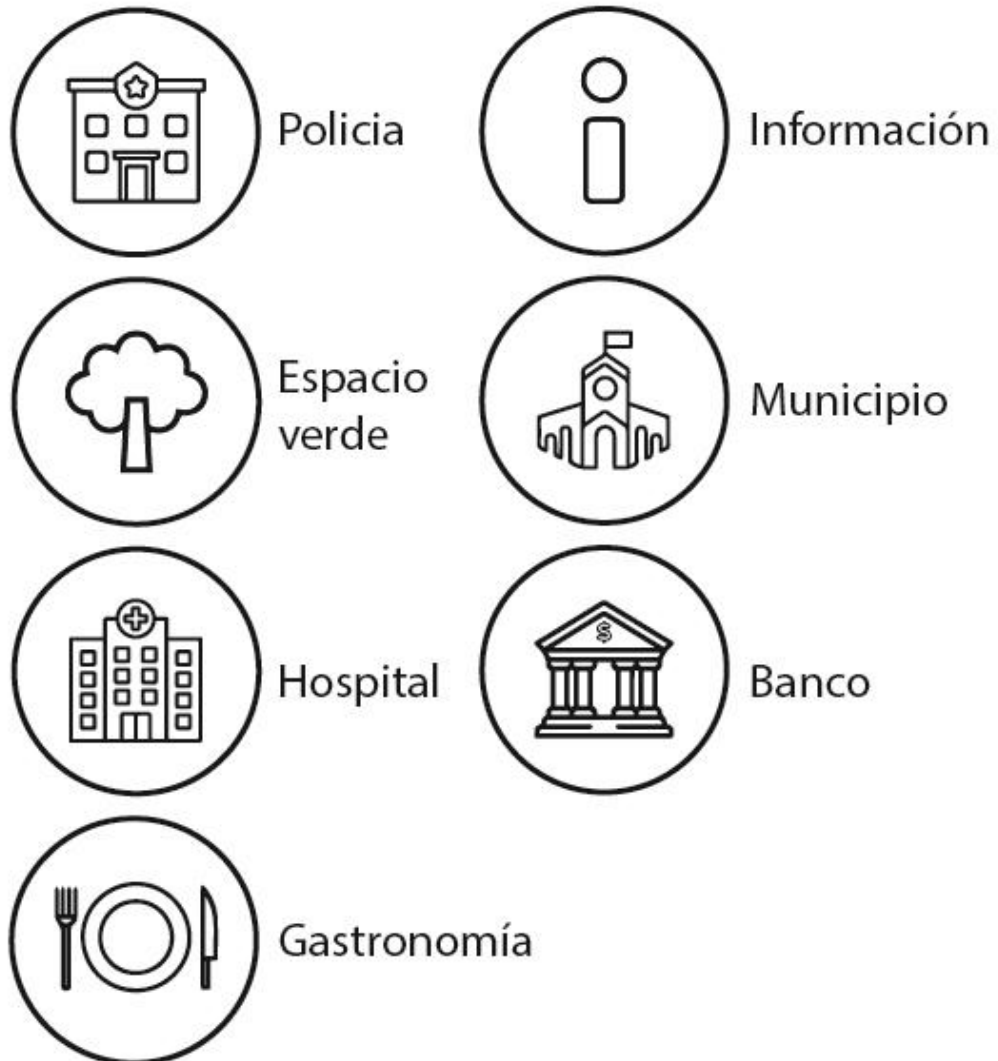 Policia
Información
Espacio
verde
Municipio
Hospital
$
Banco
Gastronomía